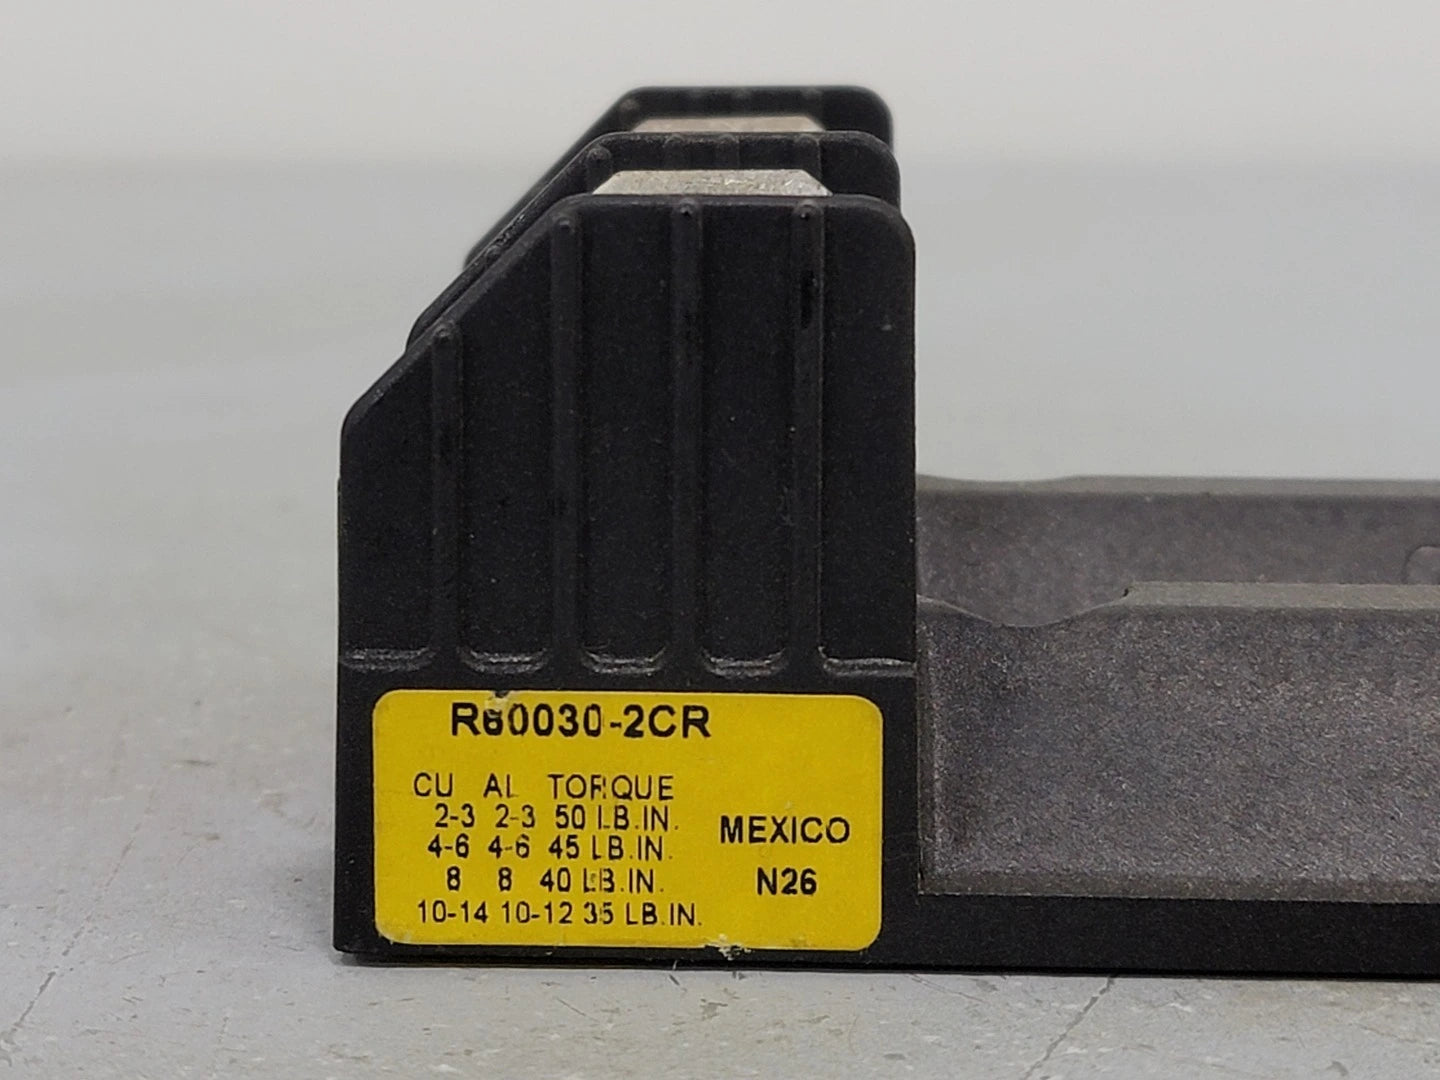 R60030-2CR
CU AL TORQUE
2-3 2-3 50 LB.IN.
4-6 4-6 45 LB.IN.
8 8 40 LB.IN.
10-14 10-12 35 LB.IN.
MEXICO
N26